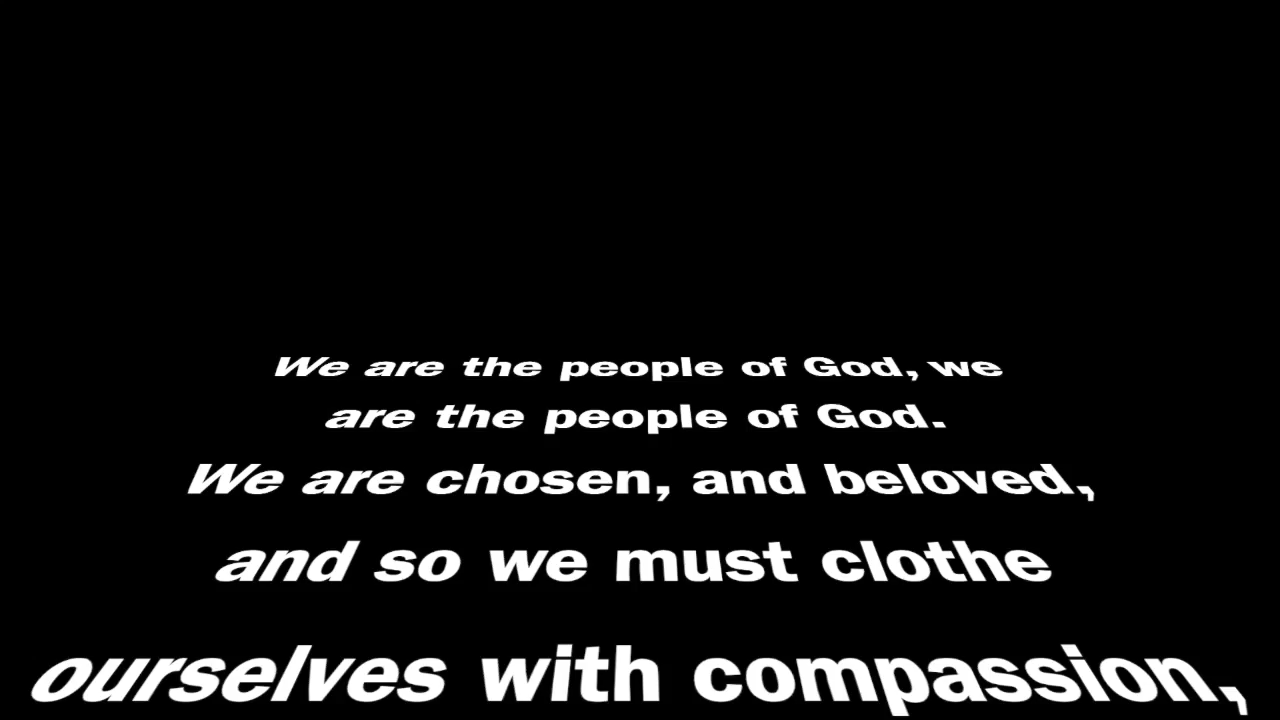 We are the people of God, we
are the people of God.
We are chosen, and beloved,
and so we must clothe
ourselves with compassion,